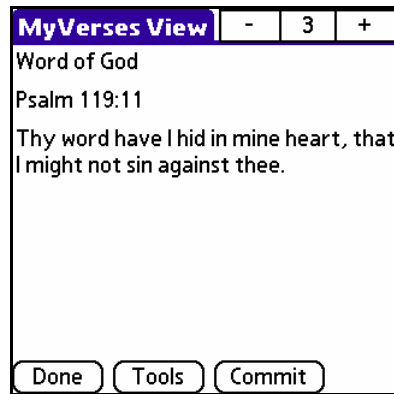 MyVerses View - 3 +
Word of God
Psalm 119:11
Thy word have I hid in mine heart, that
I might not sin against thee.
Done Tools Commit